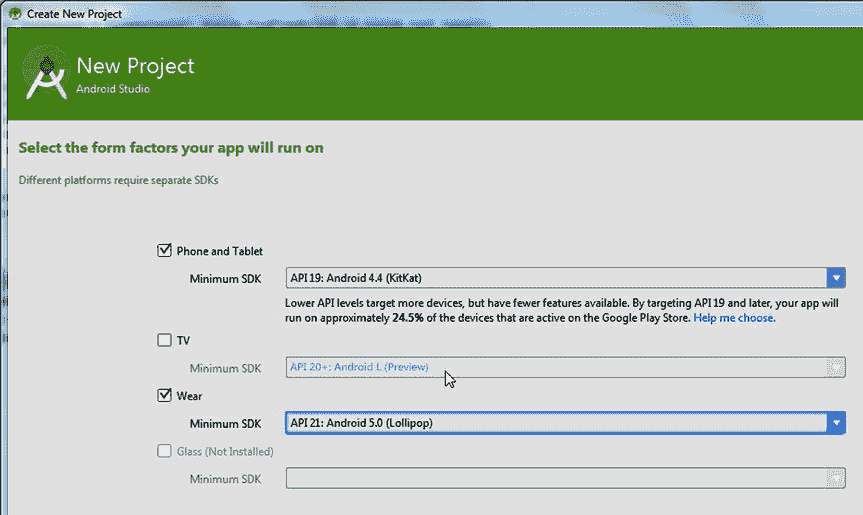 Create New Project
New Project
Android Studio
Select the form factors your app will run on
Different platforms require separate SDKs
Phone and Tablet
Minimum SDK API 19: Android 4.4 (KitKat)
Lower API levels target more devices, but have fewer features available. By targeting API 19 and later, your app will
run on approximately 24.5% of the devices that are active on the Google Play Store. Help me choose.
TV
Minimum SDK API 20+: Android L (Preview)
Wear
Minimum SDK API 21: Android 5.0 (Lollipop)
Glass (Not Installed)
Minimum SDK